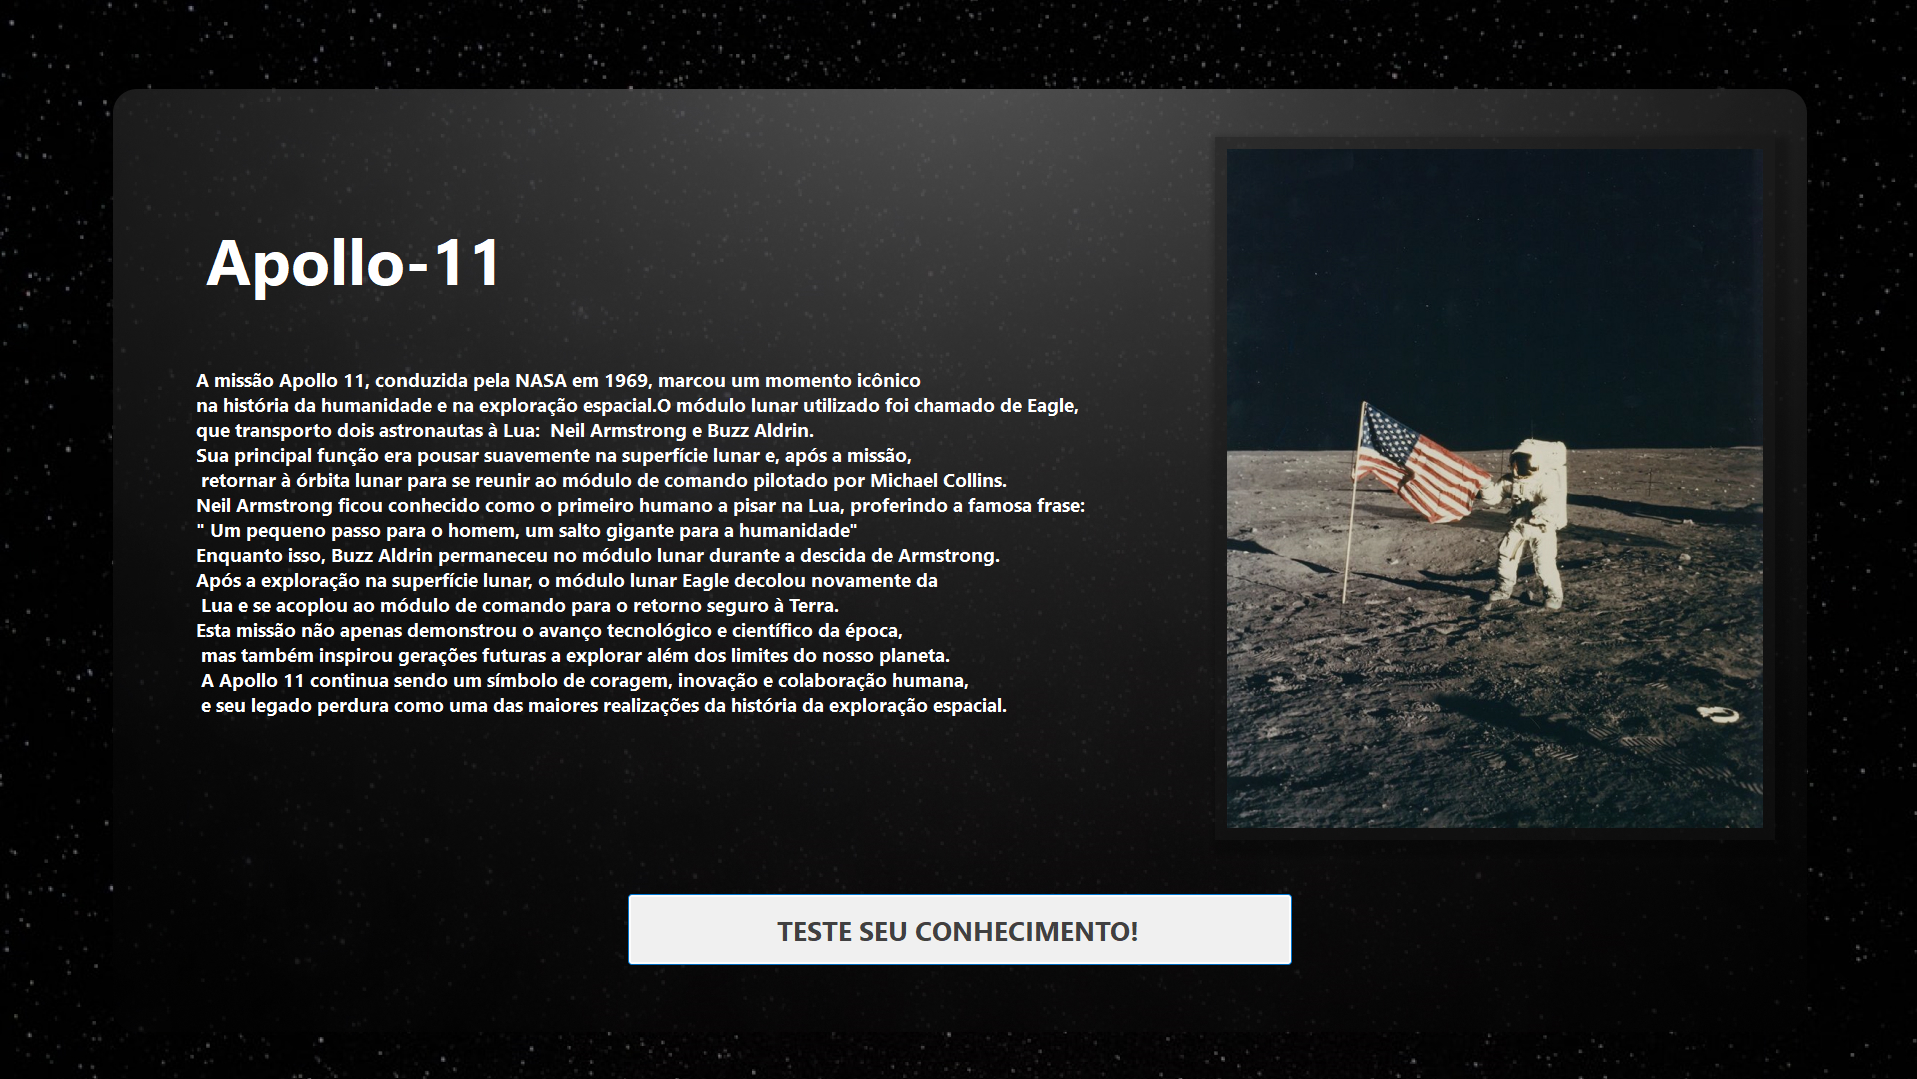 Apollo-11
A missão Apollo 11, conduzida pela NASA em 1969, marcou um momento icônico
na história da humanidade e na exploração espacial.O módulo lunar utilizado foi chamado de Eagle,
que transporto dois astronautas à Lua:  Neil Armstrong e Buzz Aldrin.
Sua principal função era pousar suavemente na superfície lunar e, após a missão,
retornar à órbita lunar para se reunir ao módulo de comando pilotado por Michael Collins.
Neil Armstrong ficou conhecido como o primeiro humano a pisar na Lua, proferindo a famosa frase:
" Um pequeno passo para o homem, um salto gigante para a humanidade"
Enquanto isso, Buzz Aldrin permaneceu no módulo lunar durante a descida de Armstrong.
Após a exploração na superfície lunar, o módulo lunar Eagle decolou novamente da
Lua e se acoplou ao módulo de comando para o retorno seguro à Terra.
Esta missão não apenas demonstrou o avanço tecnológico e científico da época,
mas também inspirou gerações futuras a explorar além dos limites do nosso planeta.
A Apollo 11 continua sendo um símbolo de coragem, inovação e colaboração humana,
e seu legado perdura como uma das maiores realizações da história da exploração espacial.
TESTE SEU CONHECIMENTO!